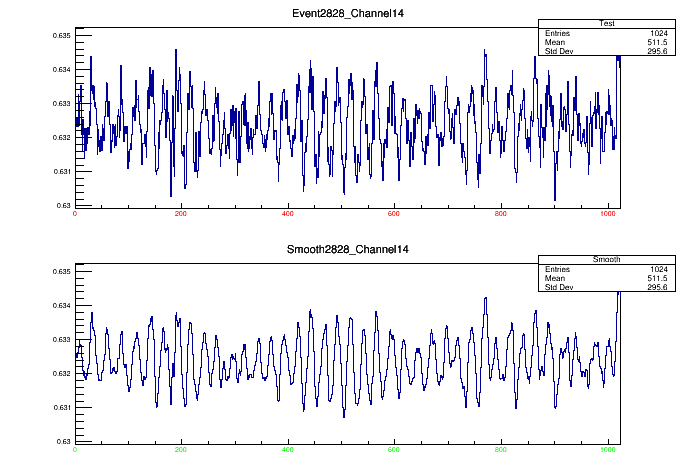 Event2828_Channel14
Test
Entries 1024
Mean 511.5
Std Dev 295.6
0.635
0.634
0.633
0.632
0.631
0.63
0 200 400 600 800 1000
Smooth2828_Channel14
Smooth
Entries 1024
Mean 511.5
Std Dev 295.6
0.635
0.634
0.633
0.632
0.631
0.63
0 200 400 600 800 1000